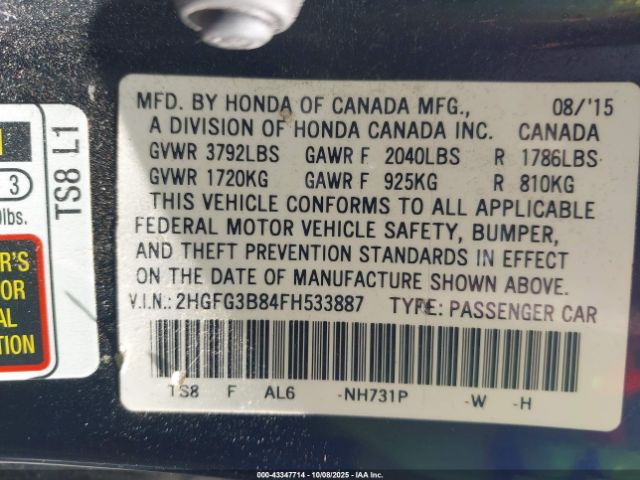 MFD. BY HONDA OF CANADA MFG., 08/'15
A DIVISION OF HONDA CANADA INC. CANADA
GVWR 3792LBS GAWR F 2040LBS R 1786LBS
GVWR 1720KG GAWR F 925KG R 810KG
THIS VEHICLE CONFORMS TO ALL APPLICABLE
FEDERAL MOTOR VEHICLE SAFETY, BUMPER,
AND THEFT PREVENTION STANDARDS IN EFFECT
ON THE DATE OF MANUFACTURE SHOWN ABOVE.
V.I.N.: 2HGFG3B84FH533887 TYPE: PASSENGER CAR
TS8 F AL6 -NH731P -W -H
TS8 L1
3
lbs.
000-43347714 - 10/08/2025 - IAA Inc.